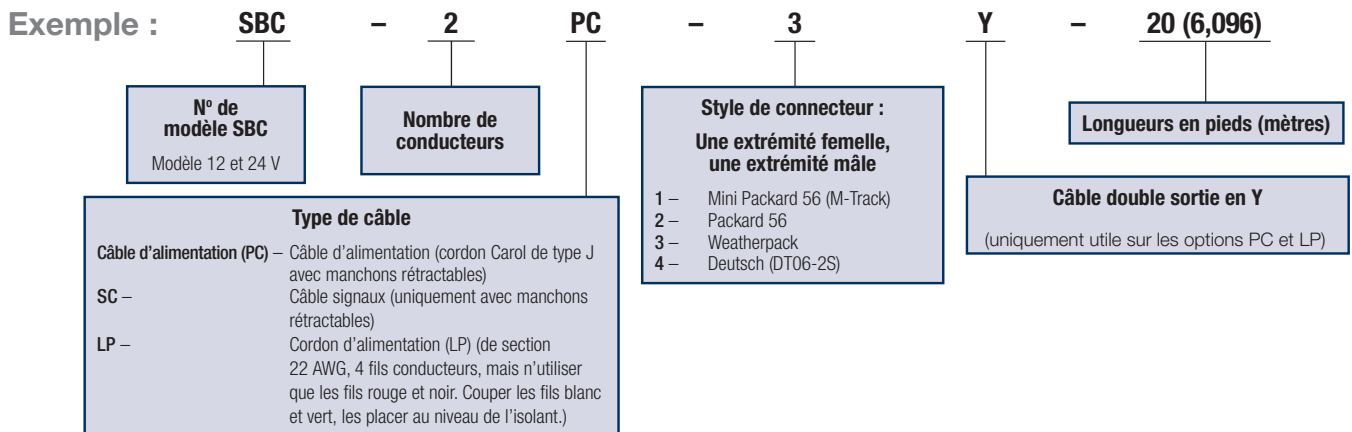 Exemple : SBC – 2 PC – 3 Y – 20 (6,096)
Nº de
modèle SBC
Modèle 12 et 24 V
Nombre de
conducteurs
Style de connecteur :
Une extrémité femelle,
une extrémité mâle
1 – Mini Packard 56 (M-Track)
2 – Packard 56
3 – Weatherpack
4 – Deutsch (DT06-2S)
Longueurs en pieds (mètres)
Câble double sortie en Y
(uniquement utile sur les options PC et LP)
Type de câble
Câble d’alimentation (PC) – Câble d’alimentation (cordon Carol de type J
avec manchons rétractables)
SC – Câble signaux (uniquement avec manchons
rétractables)
LP – Cordon d’alimentation (LP) (de section
22 AWG, 4 fils conducteurs, mais n’utiliser
que les fils rouge et noir. Couper les fils blanc
et vert, les placer au niveau de l’isolant.)